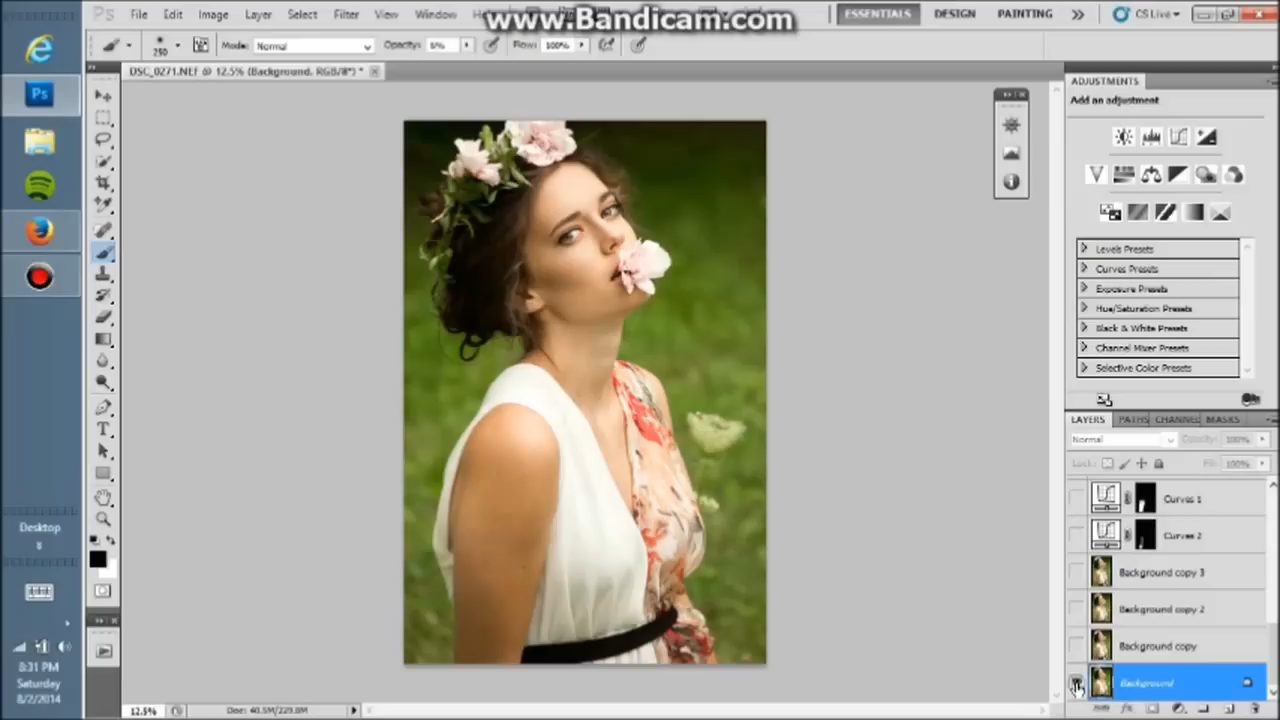 www.Bandicam.com
Ps File Edit Image Layer Select Filter View Window
ESSENTIALS DESIGN PAINTING CS Live
250 Mode: Normal Opacity: Flow: 100%
DSC_0271.NEF @ 12.5% (Background, RGB/8*) *
ADJUSTMENTS
Add an adjustment
Levels Presets
Curves Presets
Exposure Presets
Hue/Saturation Presets
Black & White Presets
Channel Mixer Presets
Selective Color Presets
LAYERS PATHS CHANNEL MASKS
Normal Opacity: 100%
Lock: Fill: 100%
Curves 1
Curves 2
Background copy 3
Background copy 2
Background copy
Background
Ps
Desktop
8:31 PM
Saturday
8/2/2014
12.5% Doc: 40.5M/229.8M